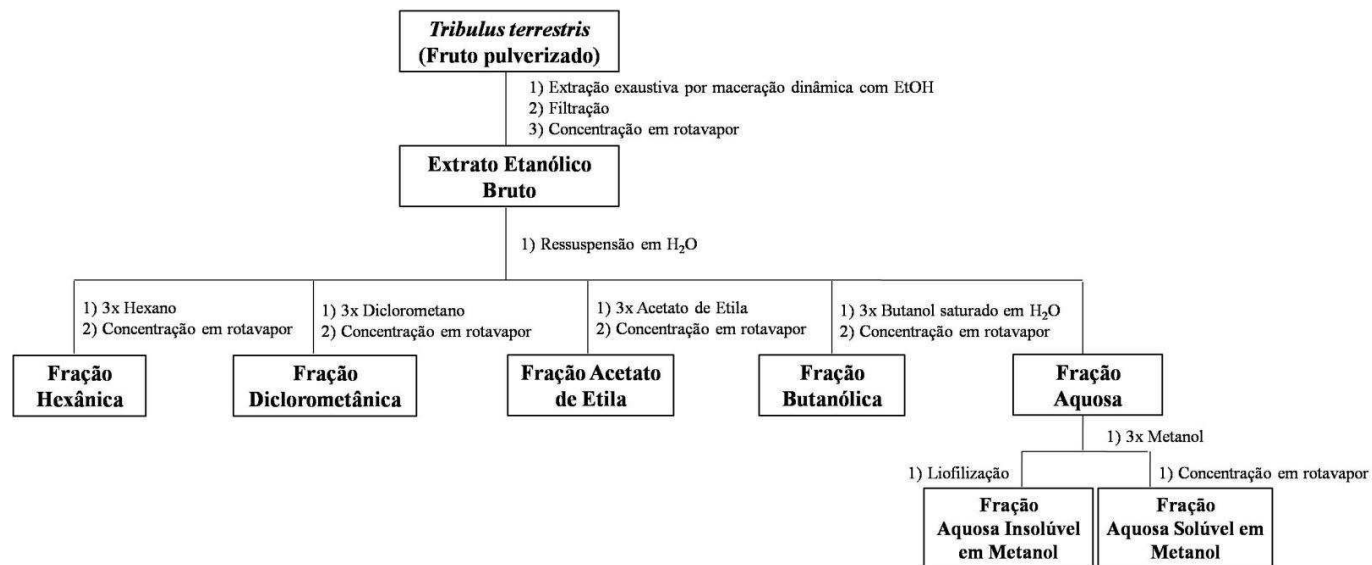 Tribulus terrestris
(Fruto pulverizado)
1) Extração exaustiva por maceração dinâmica com EtOH
2) Filtração
3) Concentração em rotavapor
Extrato Etanólico
Bruto
1) Ressuspensão em H₂O
1) 3x Hexano
2) Concentração em rotavapor
1) 3x Diclorometano
2) Concentração em rotavapor
1) 3x Acetato de Etila
2) Concentração em rotavapor
1) 3x Butanol saturado em H₂O
2) Concentração em rotavapor
Fração
Hexânica
Fração
Diclorometânica
Fração Acetato
de Etila
Fração
Butanólica
Fração
Aquosa
1) 3x Metanol
1) Liofilização
1) Concentração em rotavapor
Fração
Aquosa Insolúvel
em Metanol
Fração
Aquosa Solúvel em
Metanol